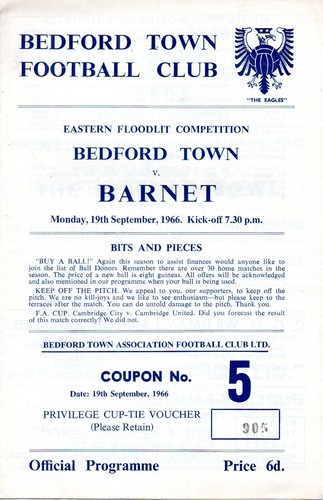 BEDFORD TOWN
FOOTBALL CLUB
"THE EAGLES"
EASTERN FLOODLIT COMPETITION
BEDFORD TOWN
v.
BARNET
Monday, 19th September, 1966. Kick-off 7.30 p.m.
BITS AND PIECES
"BUY A BALL!" Again this season to assist finances would anyone like to
join the list of Ball Donors. Remember there are over 30 home matches in the
season. The price of a new ball is eight guineas. All offers will be acknowledged
and also mentioned in our programme when your ball is being used.
KEEP OFF THE PITCH. We appeal to you, our supporters, to keep off the
pitch. We are no kill-joys and we like to see enthusiasm—but please keep to the
terraces after the match. You can do untold damage to the pitch. Thank you.
F.A. CUP. Cambridge City v. Cambridge United. Did you forecast the result
of this match correctly? We did not.
BEDFORD TOWN ASSOCIATION FOOTBALL CLUB LTD.
COUPON No. 5
Date: 19th September, 1966
PRIVILEGE CUP-TIE VOUCHER
(Please Retain)
905
Official Programme Price 6d.